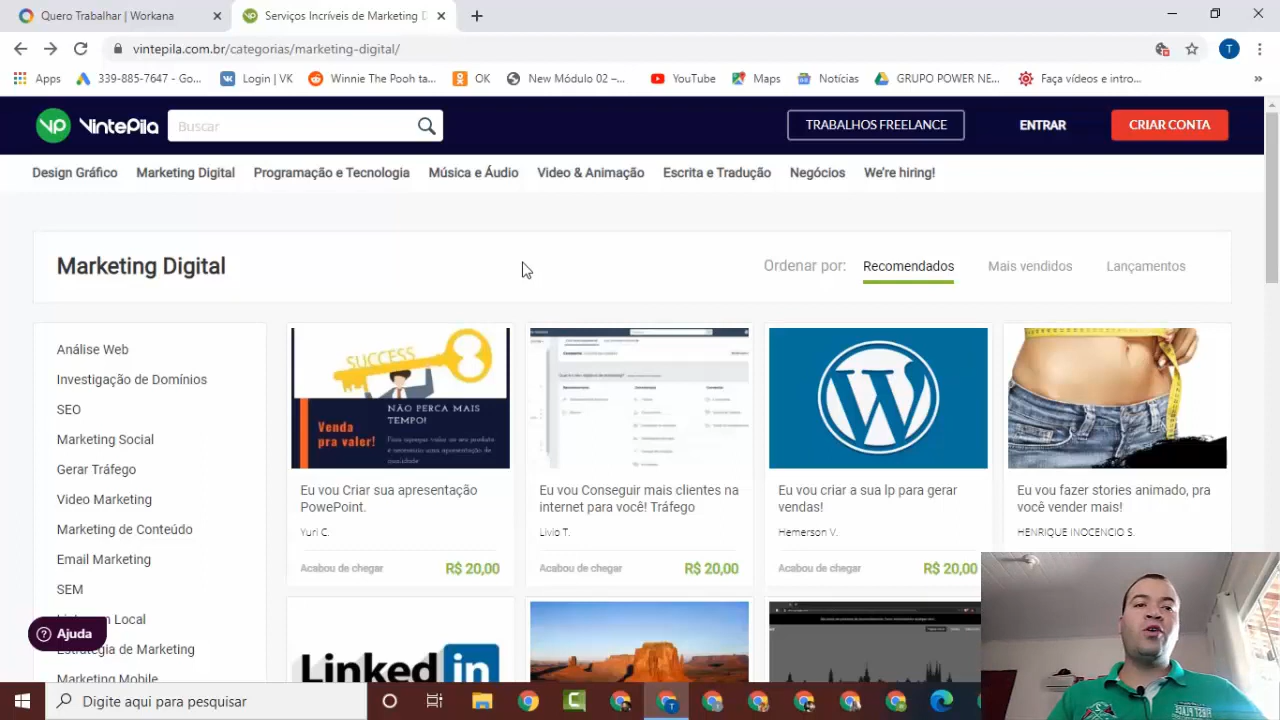 Quero Trabalhar | Workana
Serviços Incríveis de Marketing D
vintepila.com.br/categorias/marketing-digital/
T
Apps
339-885-7647 - Go...
Login | VK
Winnie The Pooh ta...
OK
New Módulo 02 –...
YouTube
Maps
Notícias
GRUPO POWER NE...
Faça vídeos e intro...
VP VintePila
Buscar
TRABALHOS FREELANCE
ENTRAR
CRIAR CONTA
Design Gráfico
Marketing Digital
Programação e Tecnologia
Música e Áudio
Video & Animação
Escrita e Tradução
Negócios
We're hiring!
Marketing Digital
Ordenar por:
Recomendados
Mais vendidos
Lançamentos
Análise Web
Investigação de Domínios
SEO
Marketing Social
Gerar Tráfego
Video Marketing
Marketing de Conteúdo
Email Marketing
SEM
Local
Estratégia de Marketing
Marketing Mobile
Ajuda
SUCCESS
NÃO PERCA MAIS
TEMPO!
Venda
pra valer!
Eu vou Criar sua apresentação
PowePoint.
Yuri C.
Acabou de chegar
R$ 20,00
Eu vou Conseguir mais clientes na
internet para você! Tráfego
Livio T.
Acabou de chegar
R$ 20,00
W
Eu vou criar a sua lp para gerar
vendas!
Hemerson V.
Acabou de chegar
R$ 20,00
Eu vou fazer stories animado, pra
você vender mais!
HENRIQUE INOCENCIO S.
Linked in
Digite aqui para pesquisar